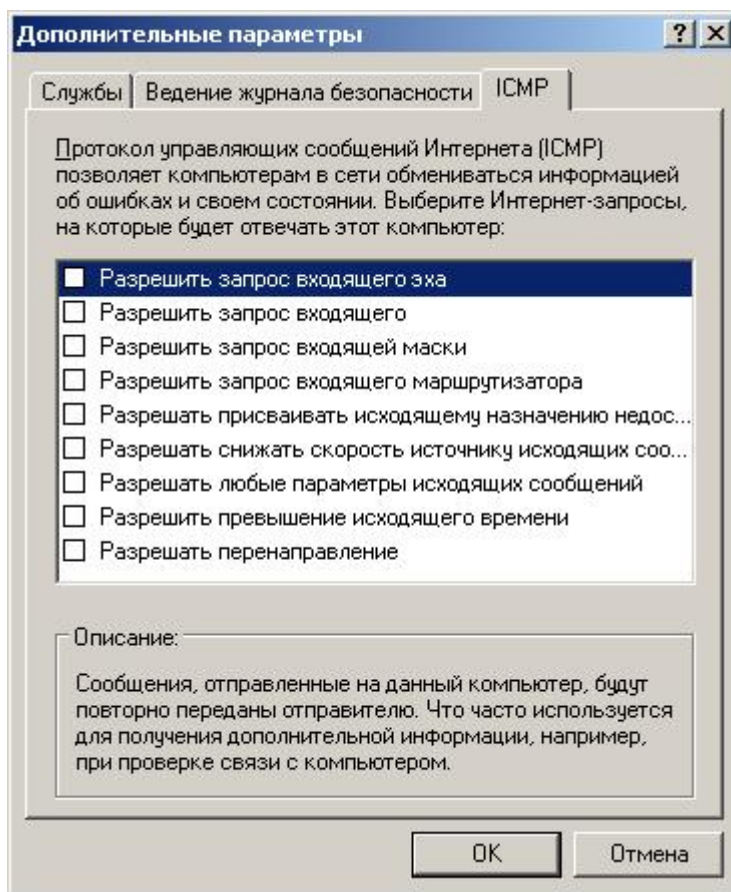 Дополнительные параметры
Службы
Ведение журнала безопасности
ICMP
Протокол управляющих сообщений Интернета (ICMP)
позволяет компьютерам в сети обмениваться информацией
об ошибках и своем состоянии. Выберите Интернет-запросы,
на которые будет отвечать этот компьютер:
Разрешить запрос входящего эха
Разрешить запрос входящего
Разрешить запрос входящей маски
Разрешить запрос входящего маршрутизатора
Разрешать присваивать исходящему назначению недос...
Разрешать снижать скорость источнику исходящих соо...
Разрешать любые параметры исходящих сообщений
Разрешить превышение исходящего времени
Разрешать перенаправление
Описание:
Сообщения, отправленные на данный компьютер, будут
повторно переданы отправителю. Что часто используется
для получения дополнительной информации, например,
при проверке связи с компьютером.
OK
Отмена